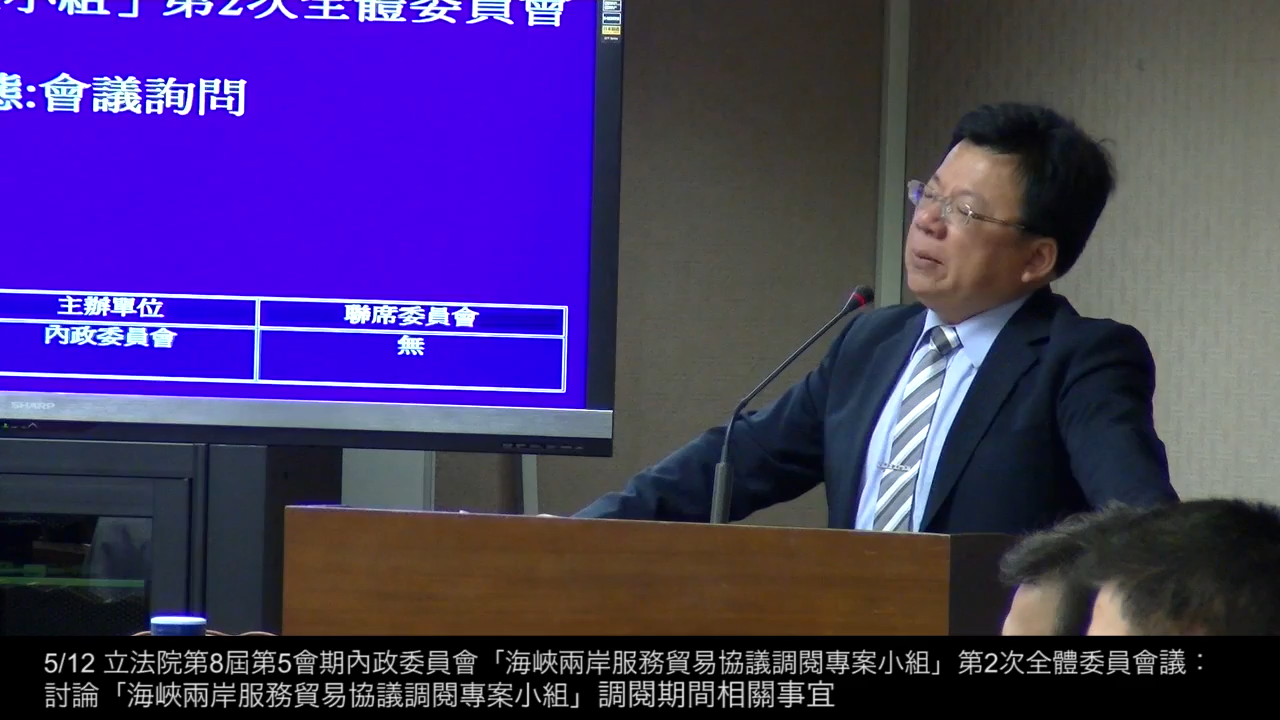 小組」第2次全體委員會
態:會議詢問
主辦單位 聯席委員會
內政委員會 無
SHARP
5/12 立法院第8屆第5會期內政委員會「海峽兩岸服務貿易協議調閱專案小組」第2次全體委員會議：
討論「海峽兩岸服務貿易協議調閱專案小組」調閱期間相關事宜